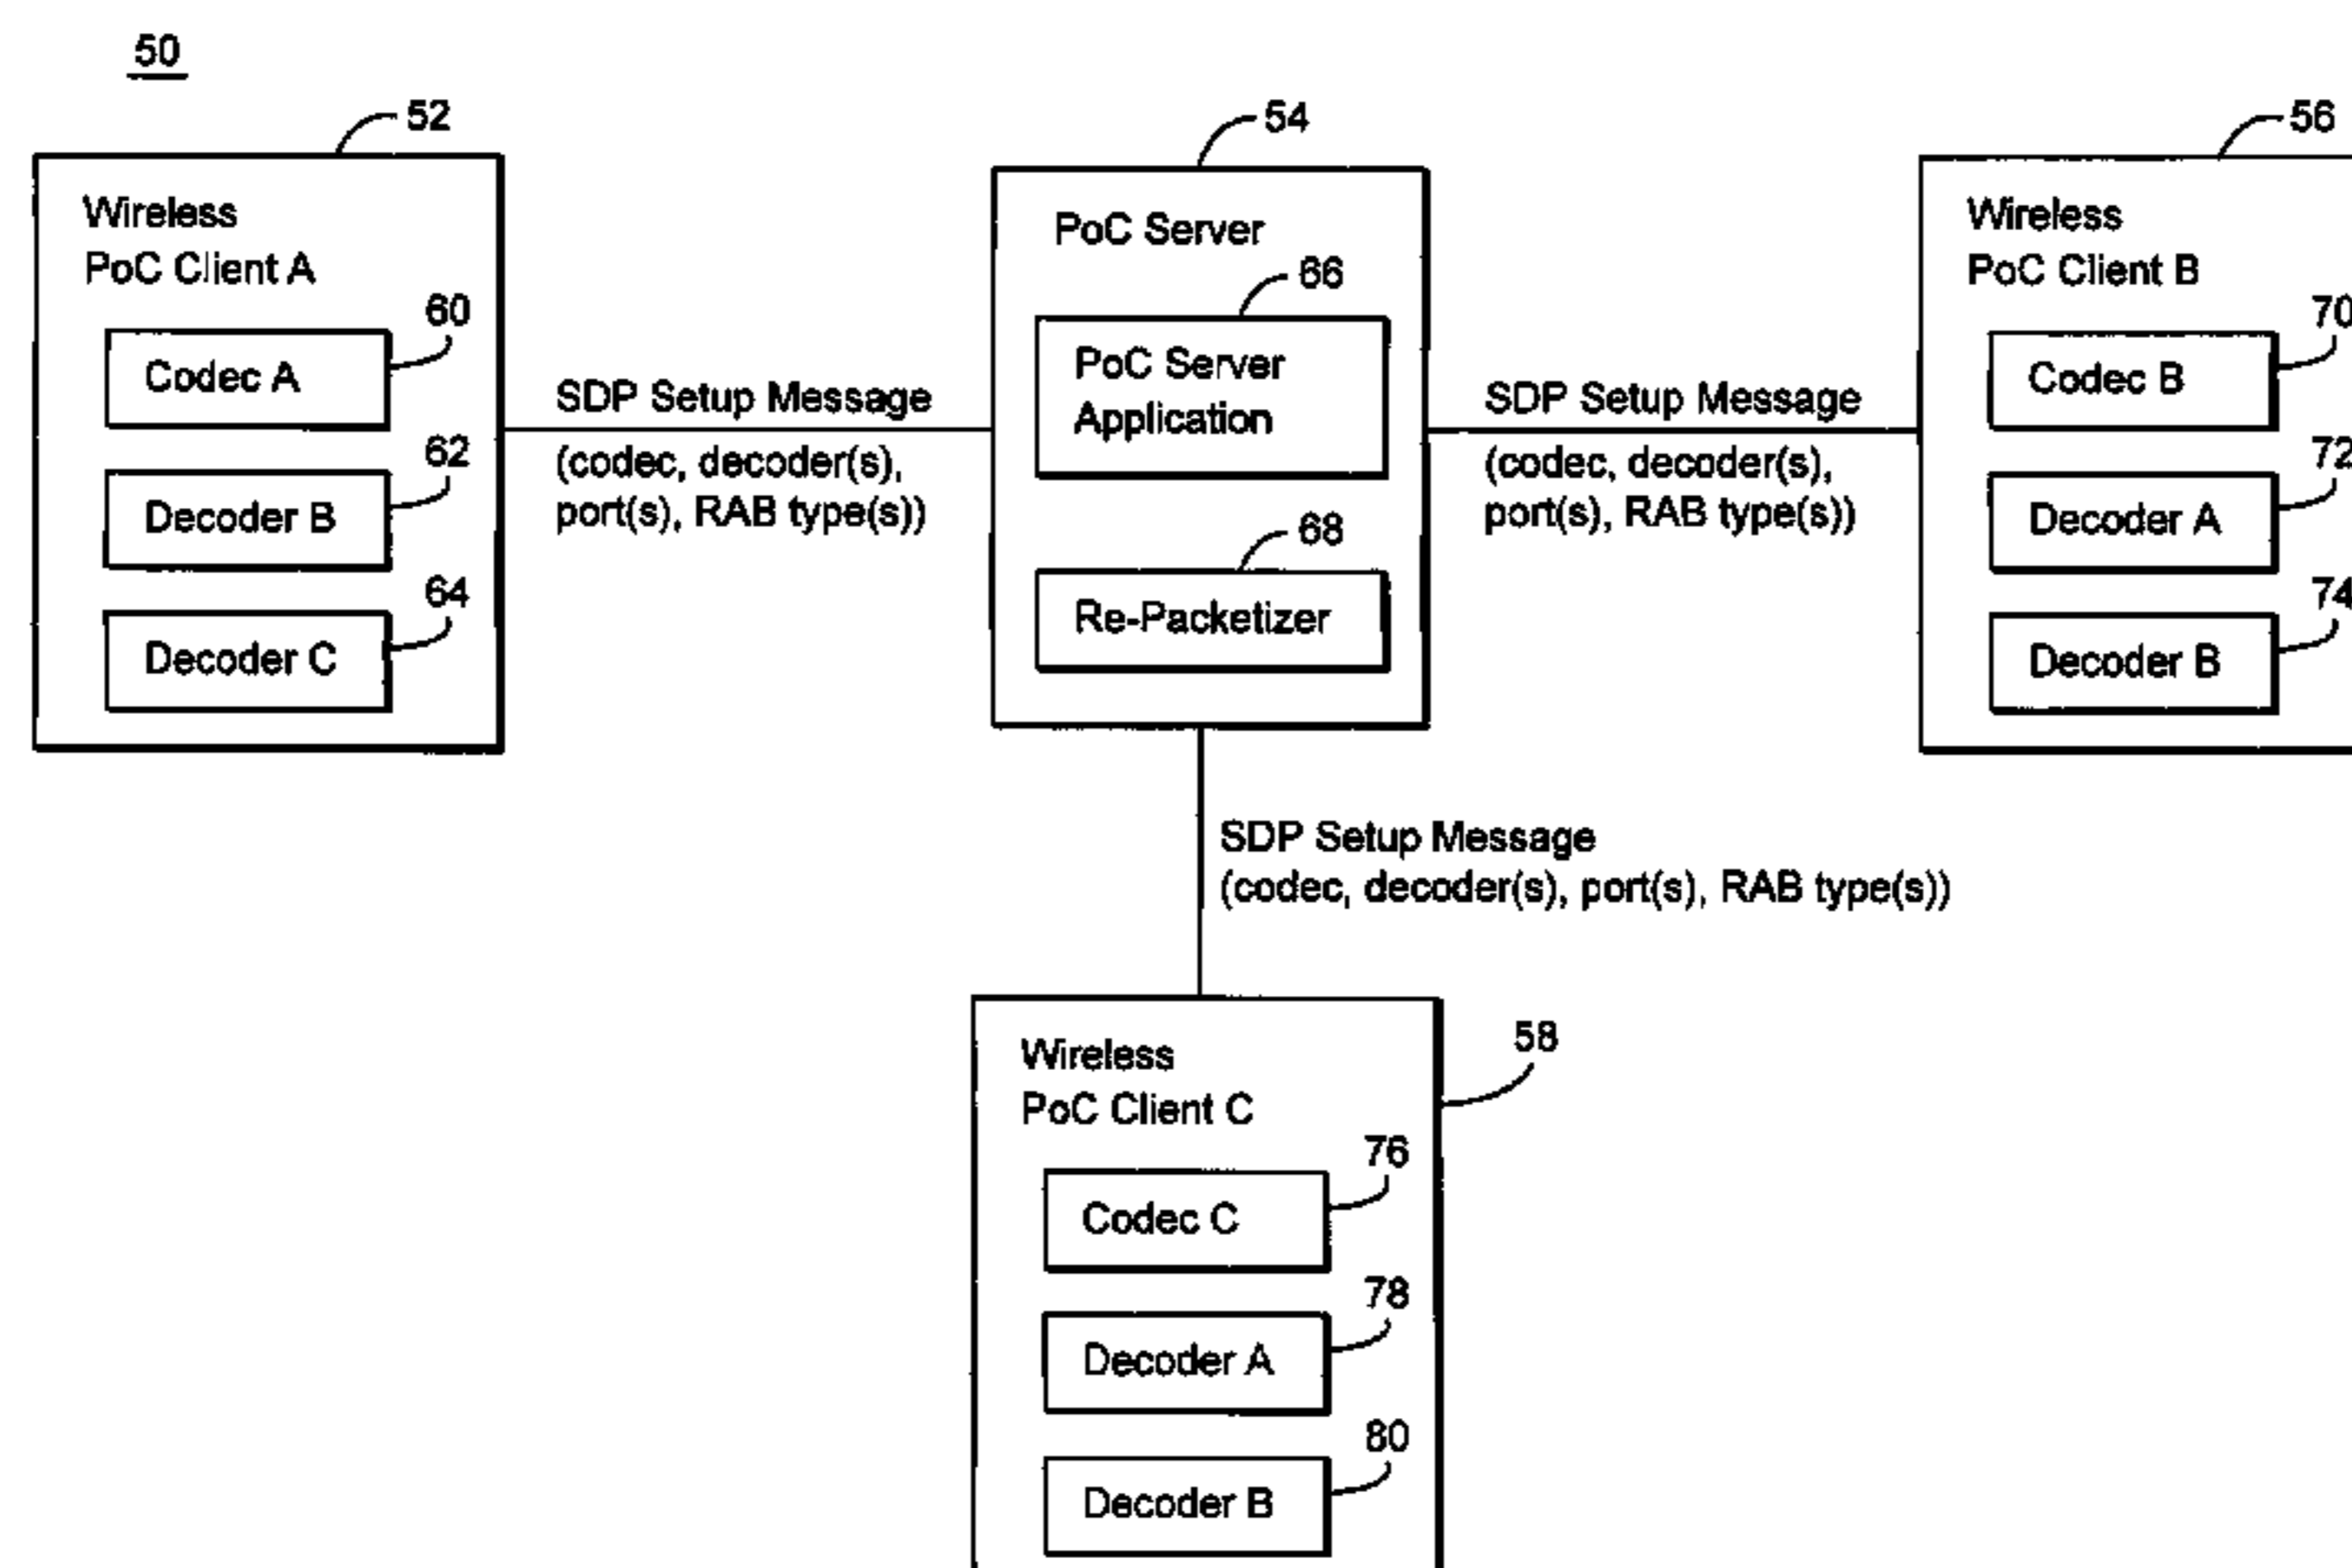 50
52
Wireless
PoC Client A
60
Codec A
62
Decoder B
64
Decoder C
SDP Setup Message
(codec, decoder(s),
port(s), RAB type(s))
54
PoC Server
66
PoC Server
Application
68
Re-Packetizer
SDP Setup Message
(codec, decoder(s),
port(s), RAB type(s))
56
Wireless
PoC Client B
70
Codec B
72
Decoder A
74
Decoder B
SDP Setup Message
(codec, decoder(s), port(s), RAB type(s))
58
Wireless
PoC Client C
76
Codec C
78
Decoder A
80
Decoder B